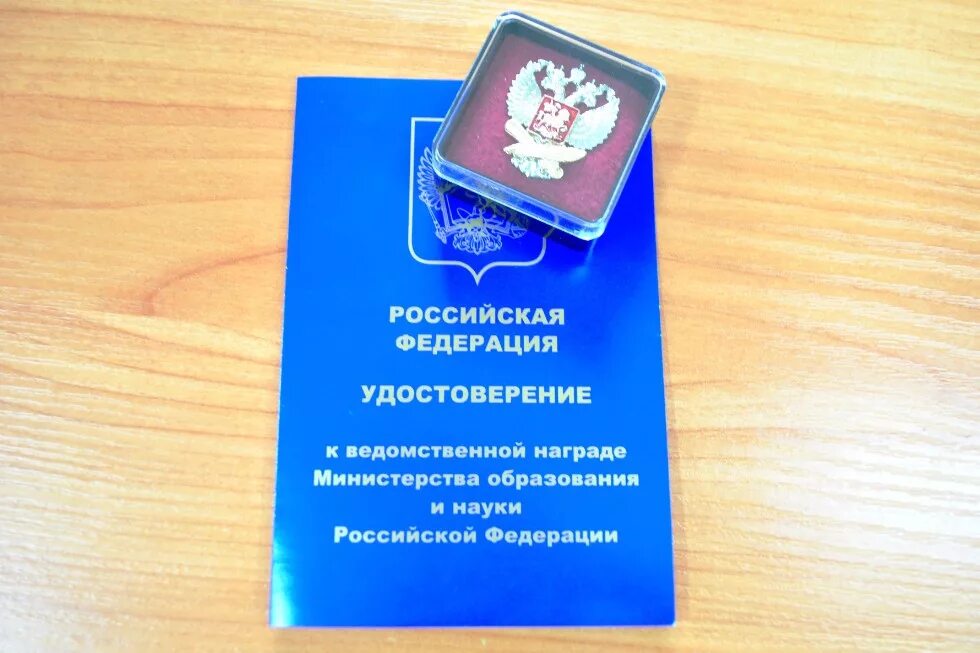 РОССИЙСКАЯ
ФЕДЕРАЦИЯ
УДОСТОВЕРЕНИЕ
к ведомственной награде
Министерства образования
и науки
Российской Федерации